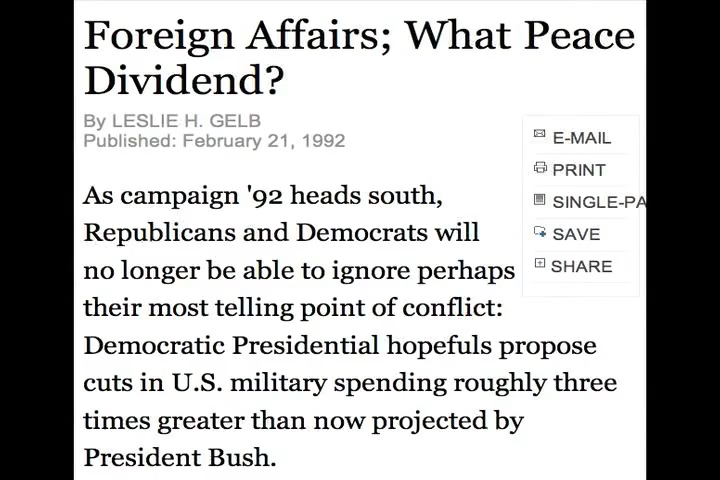 Foreign Affairs; What Peace
Dividend?
By LESLIE H. GELB
Published: February 21, 1992
E-MAIL
PRINT
SINGLE-PA
SAVE
SHARE
As campaign '92 heads south,
Republicans and Democrats will
no longer be able to ignore perhaps
their most telling point of conflict:
Democratic Presidential hopefuls propose
cuts in U.S. military spending roughly three
times greater than now projected by
President Bush.